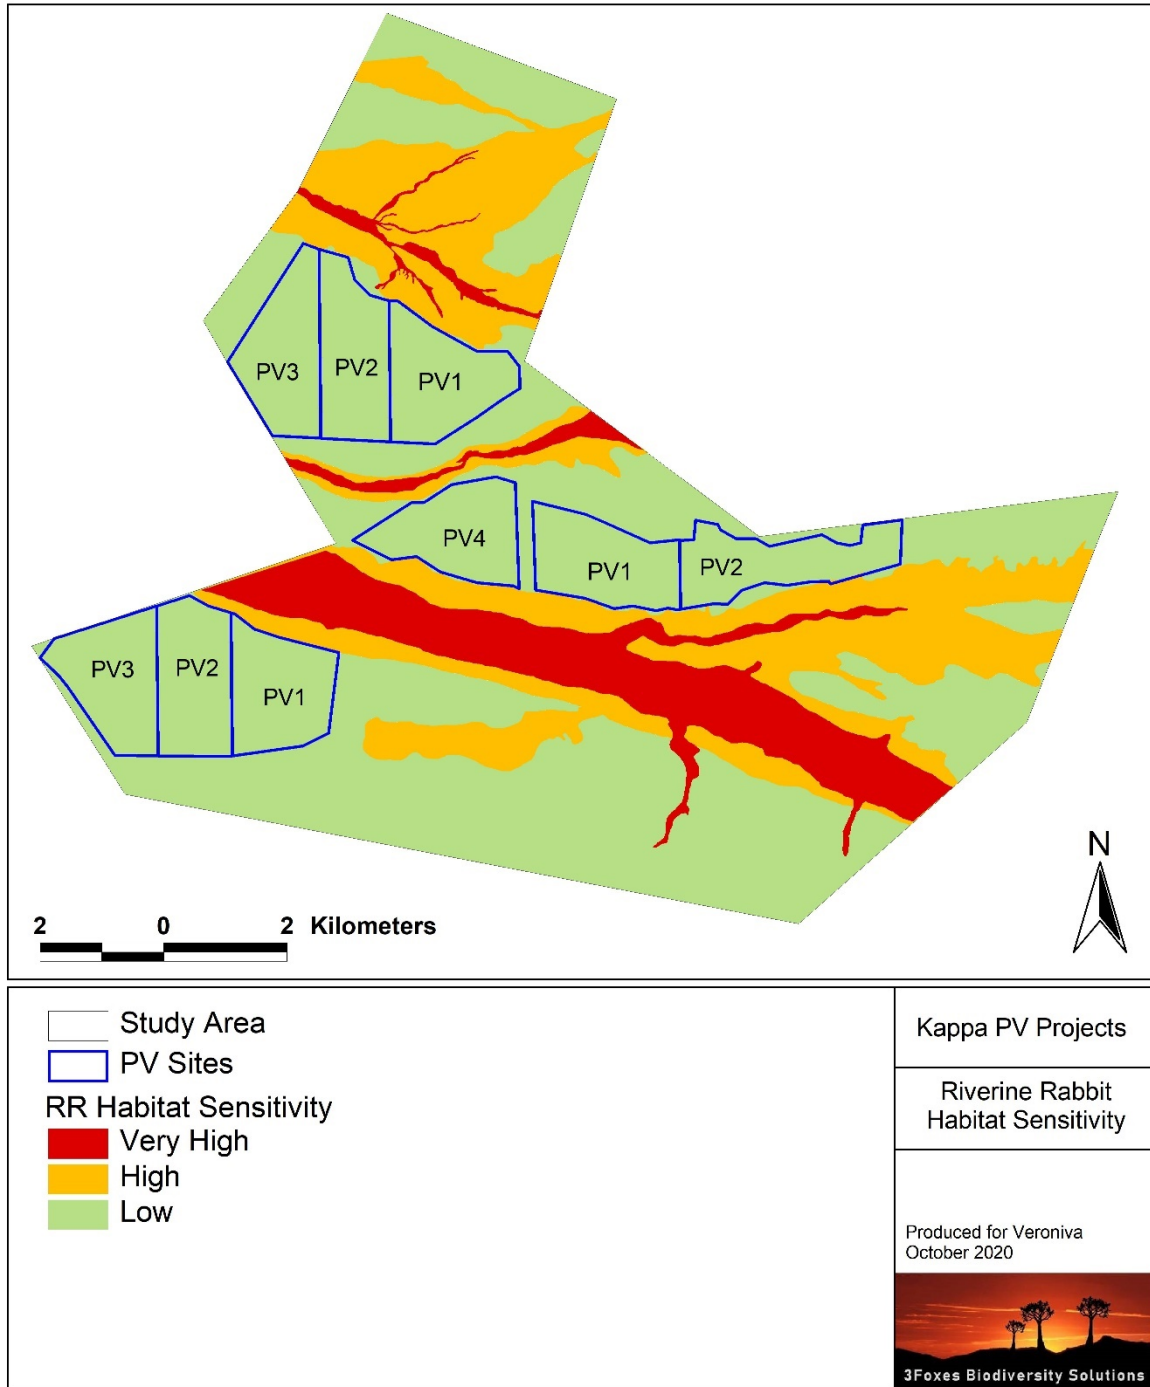 PV3
PV2
PV1
PV4
PV1
PV2
PV3
PV2
PV1
N
2 0 2 Kilometers
Study Area
PV Sites
RR Habitat Sensitivity
Very High
High
Low
Kappa PV Projects
Riverine Rabbit
Habitat Sensitivity
Produced for Veroniva
October 2020
3Foxes Biodiversity Solutions